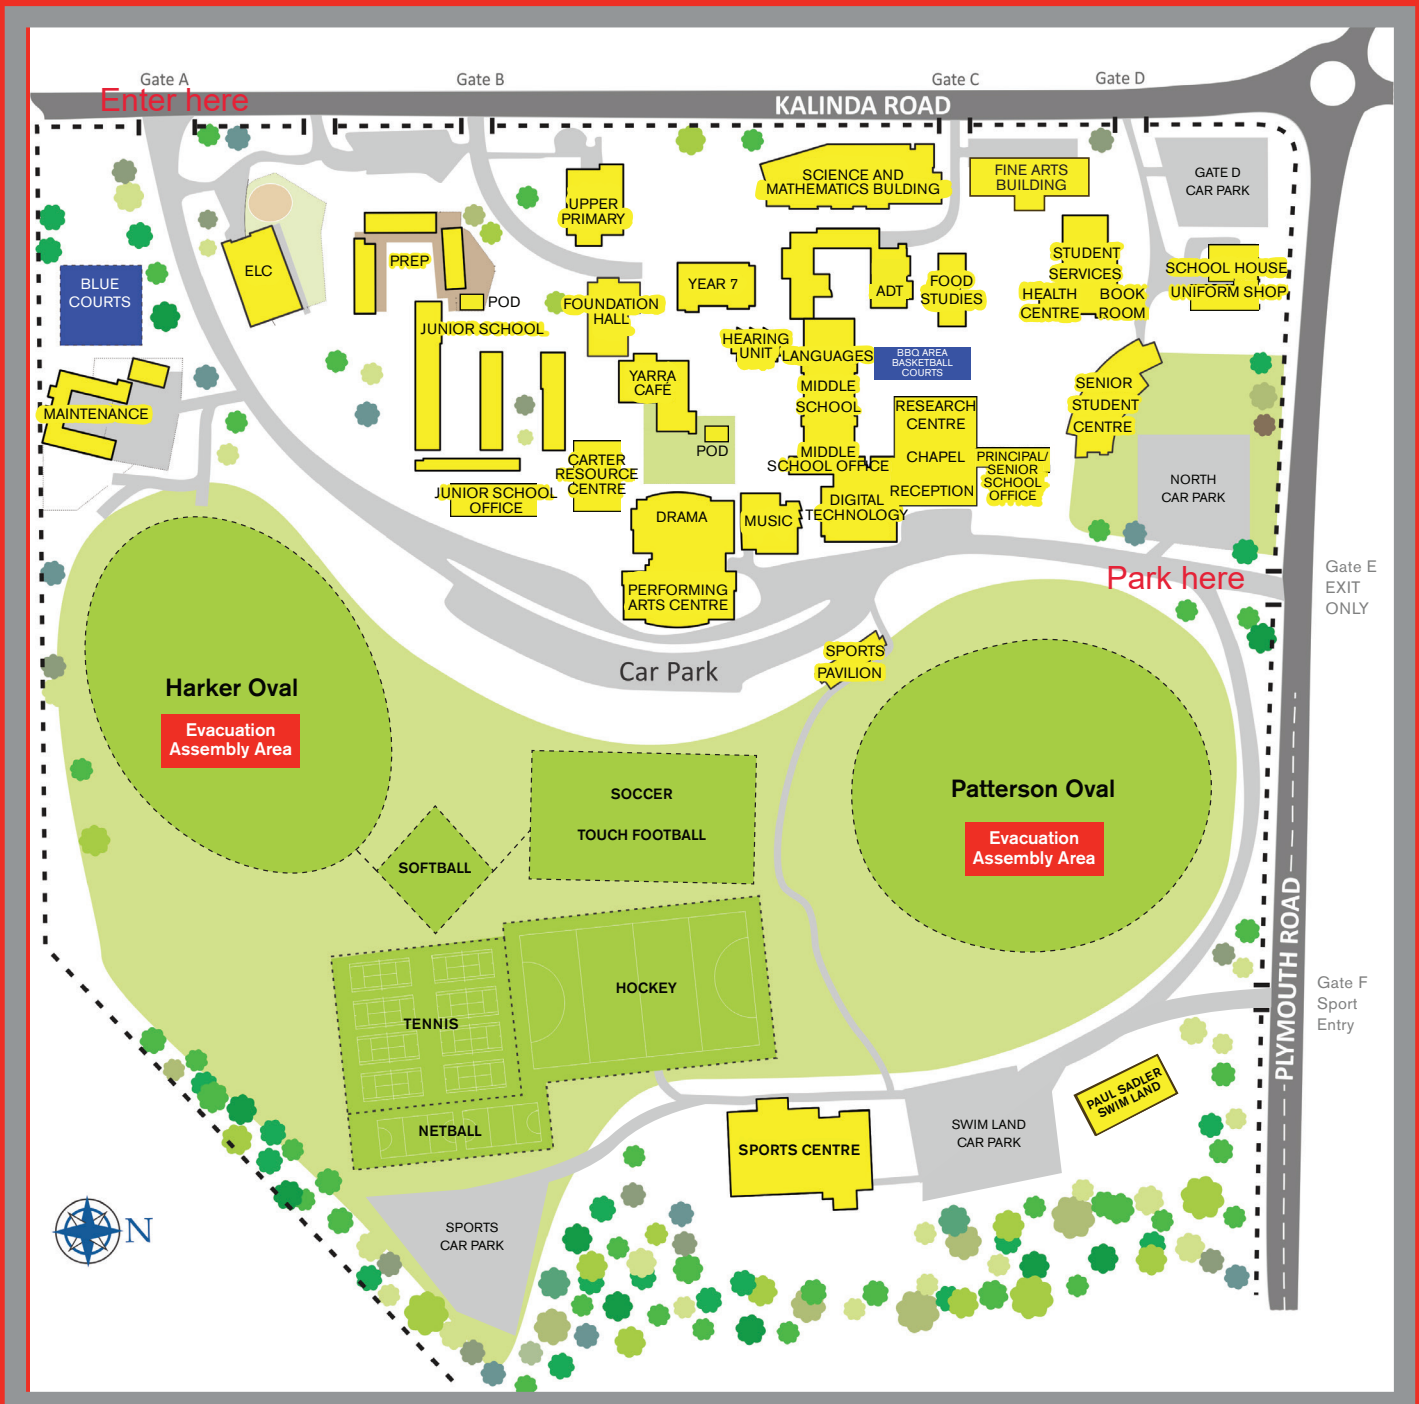 Gate A
Gate B
Gate C
Gate D
Enter here
KALINDA ROAD
SCIENCE AND
MATHEMATICS BULDING
FINE ARTS
BUILDING
GATE D
CAR PARK
UPPER
PRIMARY
ELC
PREP
POD
BLUE
COURTS
FOUNDATION
HALL
YEAR 7
ADT
FOOD
STUDIES
STUDENT
SERVICES
HEALTH
CENTRE
BOOK
ROOM
SCHOOL HOUSE
UNIFORM SHOP
JUNIOR SCHOOL
HEARING
UNIT
LANGUAGES
BBQ AREA
BASKETBALL
COURTS
YARRA
CAFÉ
MIDDLE
SCHOOL
SENIOR
STUDENT
CENTRE
MAINTENANCE
RESEARCH
CENTRE
POD
MIDDLE
SCHOOL OFFICE
CHAPEL
PRINCIPAL/
SENIOR
SCHOOL
OFFICE
CARTER
RESOURCE
CENTRE
JUNIOR SCHOOL
OFFICE
RECEPTION
NORTH
CAR PARK
DRAMA
MUSIC
DIGITAL
TECHNOLOGY
Park here
Gate E
EXIT
ONLY
PERFORMING
ARTS CENTRE
SPORTS
PAVILION
Car Park
Harker Oval
Evacuation
Assembly Area
SOCCER
TOUCH FOOTBALL
Patterson Oval
Evacuation
Assembly Area
SOFTBALL
PLYMOUTH ROAD
HOCKEY
TENNIS
Gate F
Sport
Entry
PAUL SADLER
SWIM LAND
NETBALL
SPORTS CENTRE
SWIM LAND
CAR PARK
N
SPORTS
CAR PARK